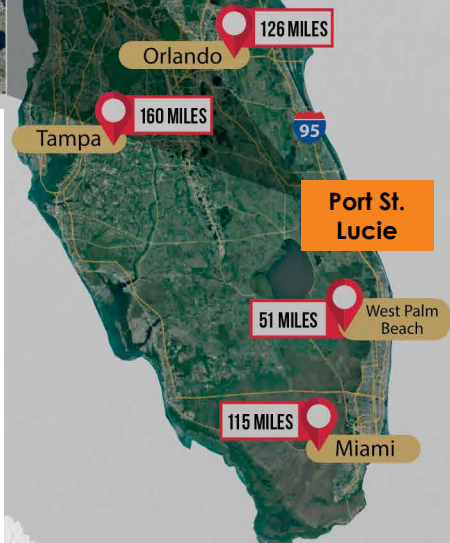 126 MILES
Orlando
160 MILES
Tampa
95
Port St.
Lucie
51 MILES
West Palm
Beach
115 MILES
Miami